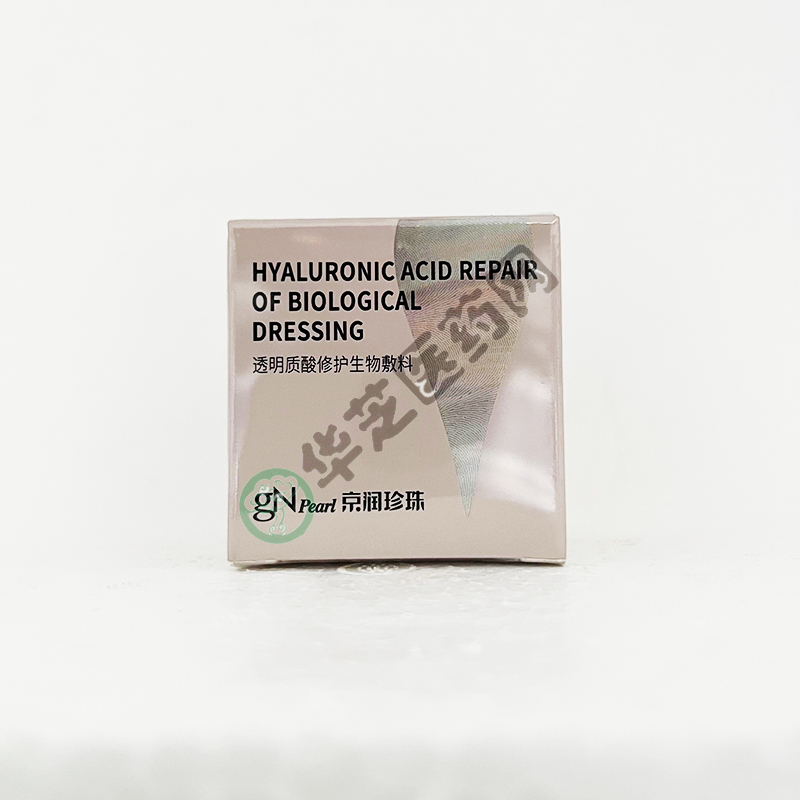 HYALURONIC ACID REPAIR
OF BIOLOGICAL
DRESSING
透明质酸修护生物敷料
华芝医药网
gN Pearl 京润珍珠